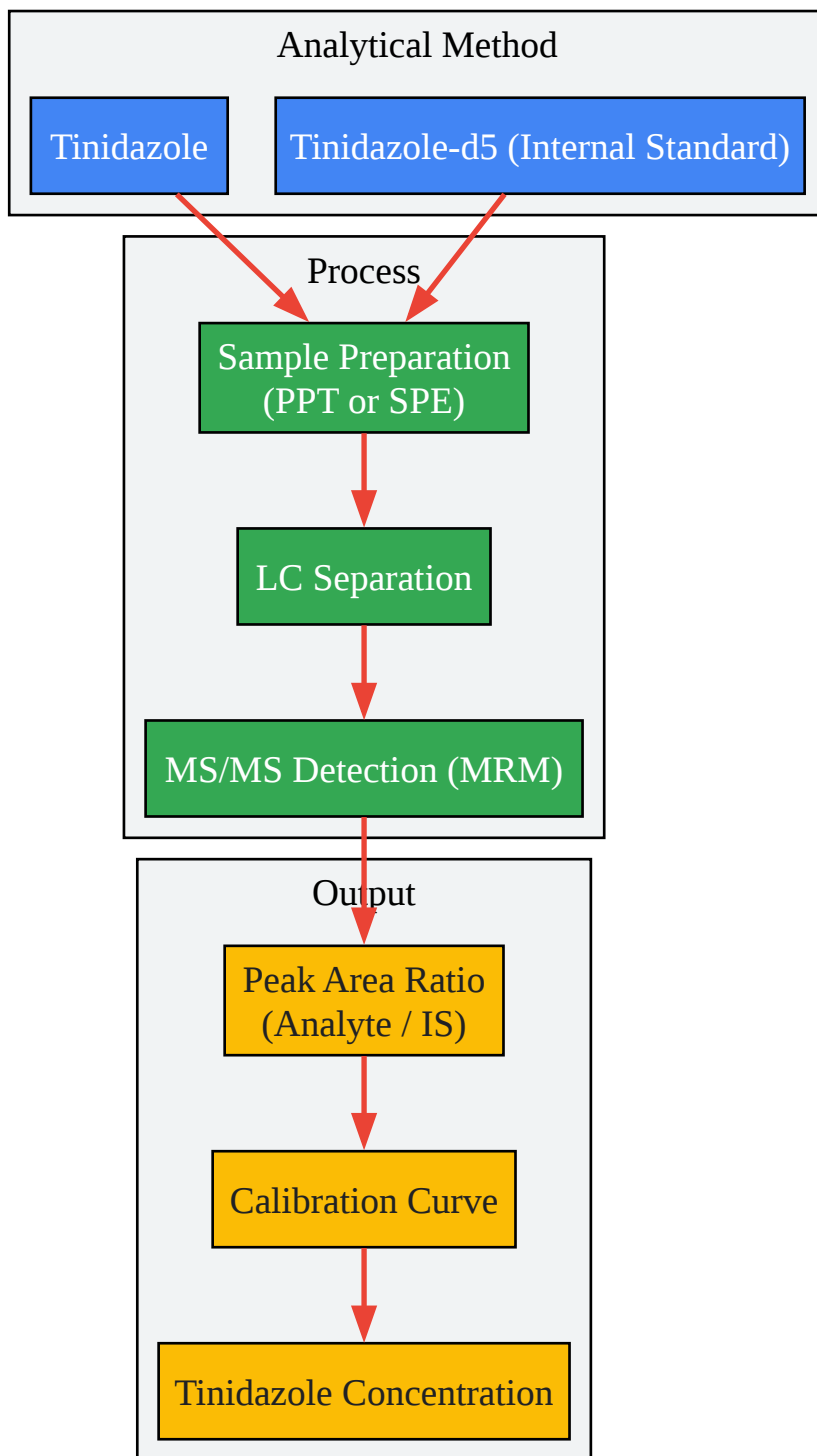 Analytical Method
Tinidazole
Tinidazole-d5 (Internal Standard)
Process
Sample Preparation
(PPT or SPE)
LC Separation
MS/MS Detection (MRM)
Output
Peak Area Ratio
(Analyte / IS)
Calibration Curve
Tinidazole Concentration